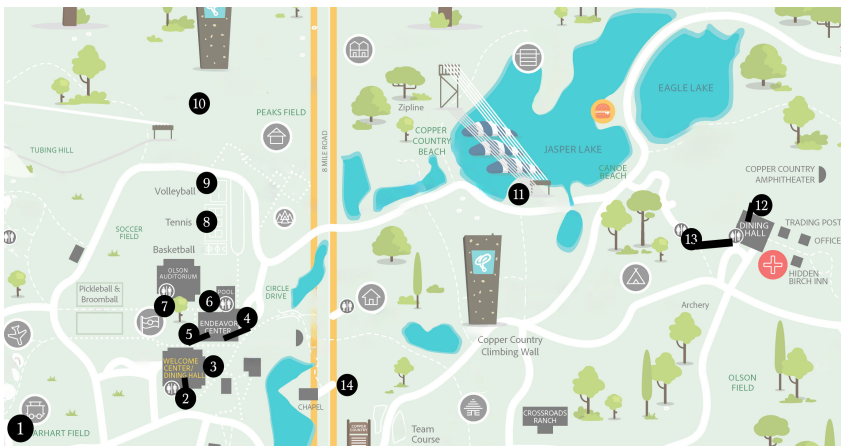 10
PEAKS FIELD
Zipline
EAGLE LAKE
COPPER
COUNTRY
BEACH
JASPER LAKE
TUBING HILL
8 MILE ROAD
CANOE
BEACH
COPPER COUNTRY
AMPHITHEATER
9
Volleyball
11
12
8
Tennis
SOCCER
FIELD
13
DINING
HALL
TRADING POST
OFFICE
Basketball
OLSON
AUDITORIUM
HIDDEN
BIRCH INN
Pickleball &
Broomball
POOL
CIRCLE
DRIVE
7
6
4
Archery
5
ENDEAVOR
CENTER
Copper Country
Climbing Wall
WELCOME
CENTER/
DINING HALL
3
OLSON
FIELD
2
14
CHAPEL
1
ARHART FIELD
COPPER
COUNTRY
Team
Course
CROSSROADS
RANCH